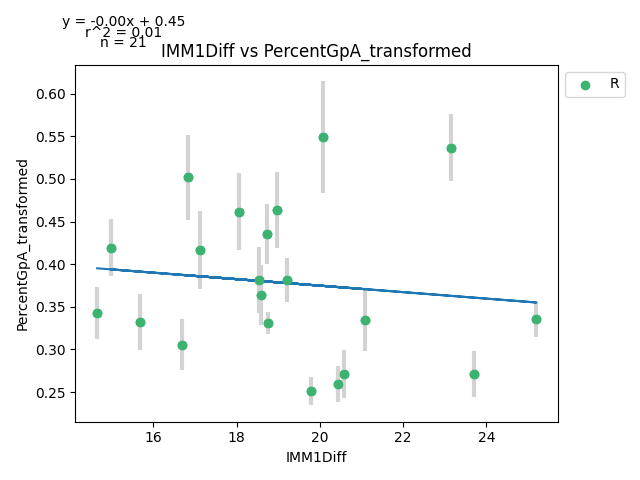 y = -0.00x + 0.45
r^2 = 0.01
n = 21
IMM1Diff vs PercentGpA_transformed
R
PercentGpA_transformed
0.60
0.55
0.50
0.45
0.40
0.35
0.30
0.25
16 18 20 22 24
IMM1Diff